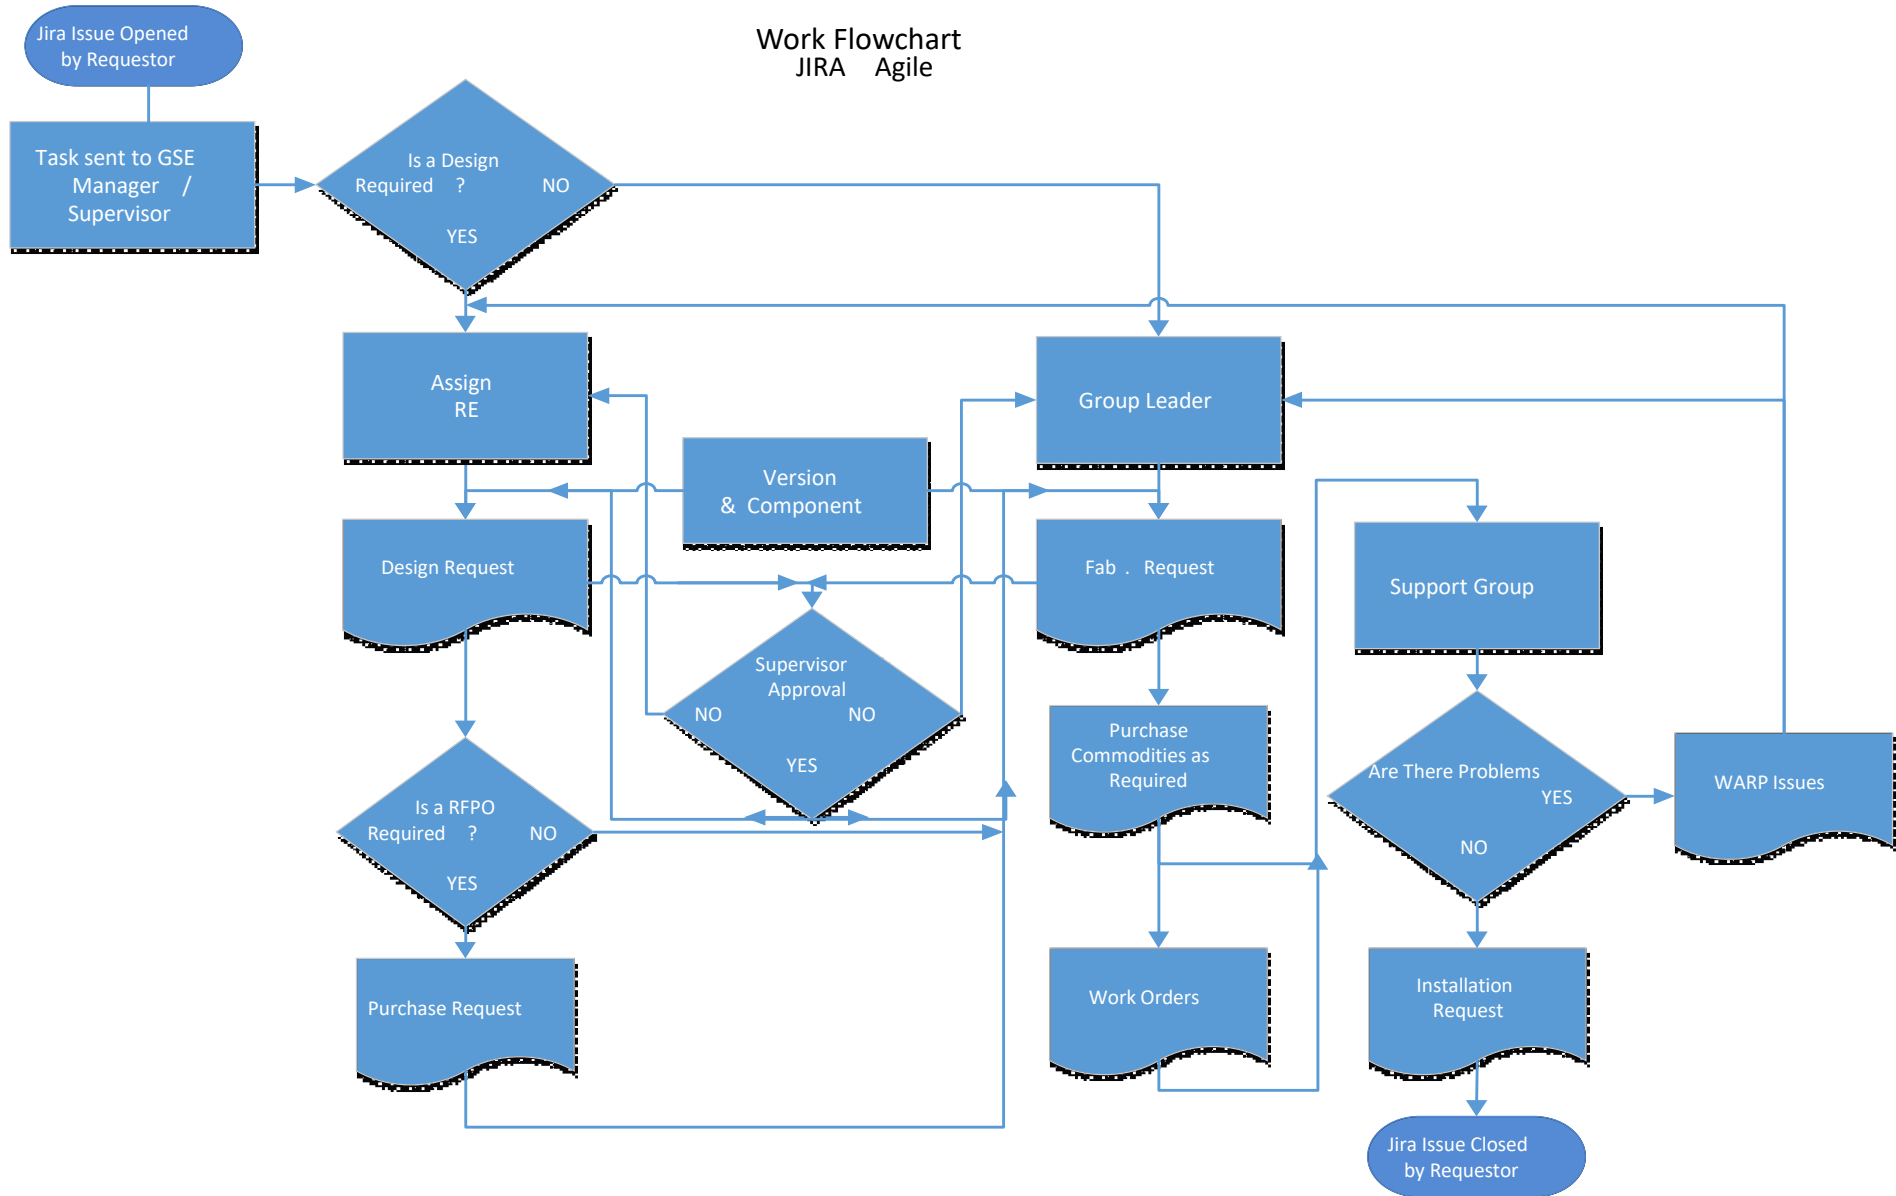 Jira Issue Opened
by Requestor
Work Flowchart
JIRA Agile
Task sent to GSE
Manager /
Supervisor
Is a Design
Required ? NO
YES
Assign
RE
Group Leader
Version
& Component
Design Request
Fab . Request
Support Group
Supervisor
Approval
NO NO
YES
Purchase
Commodities as
Required
Are There Problems
YES
NO
WARP Issues
Is a RFPO
Required ? NO
YES
Purchase Request
Work Orders
Installation
Request
Jira Issue Closed
by Requestor